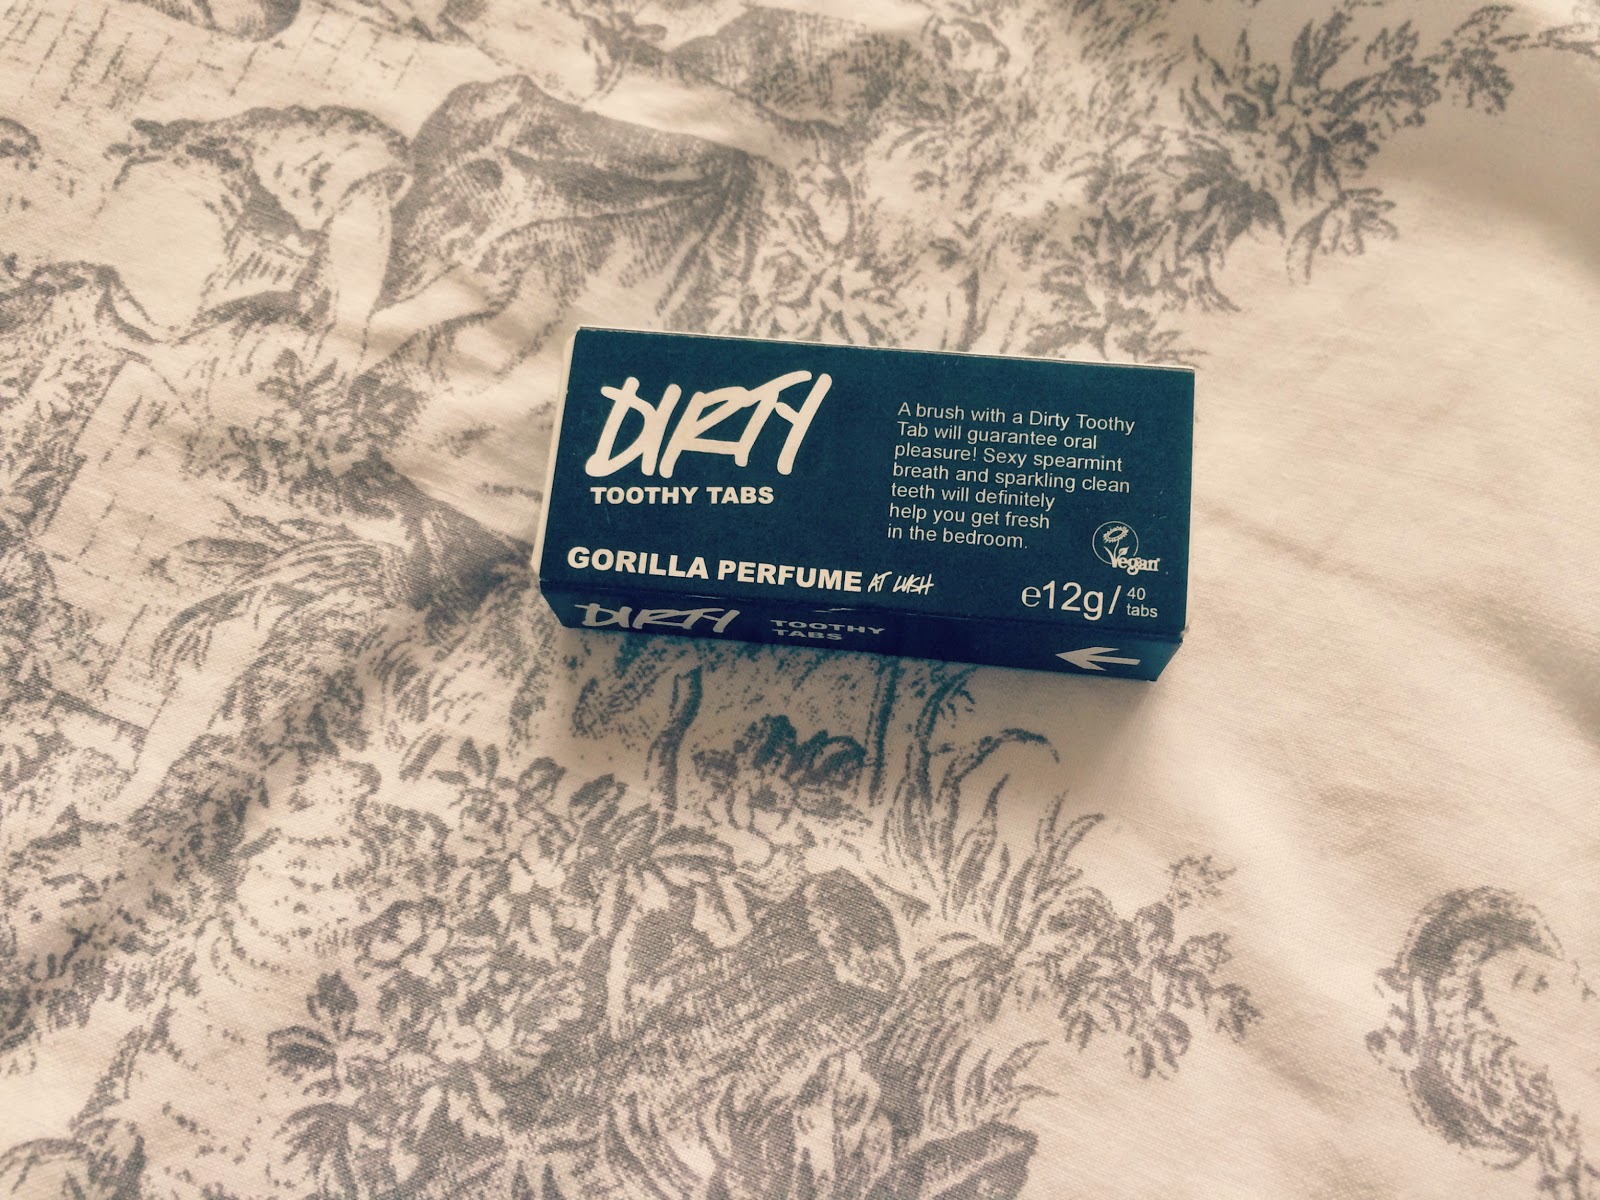 DIRTY
TOOTHY TABS
GORILLA PERFUME AT LUSH
A brush with a Dirty Toothy
Tab will guarantee oral
pleasure! Sexy spearmint
breath and sparkling clean
teeth will definitely
help you get fresh
in the bedroom.
Vegan
e12g/ 40
tabs
DIRTY
TOOTHY
TABS